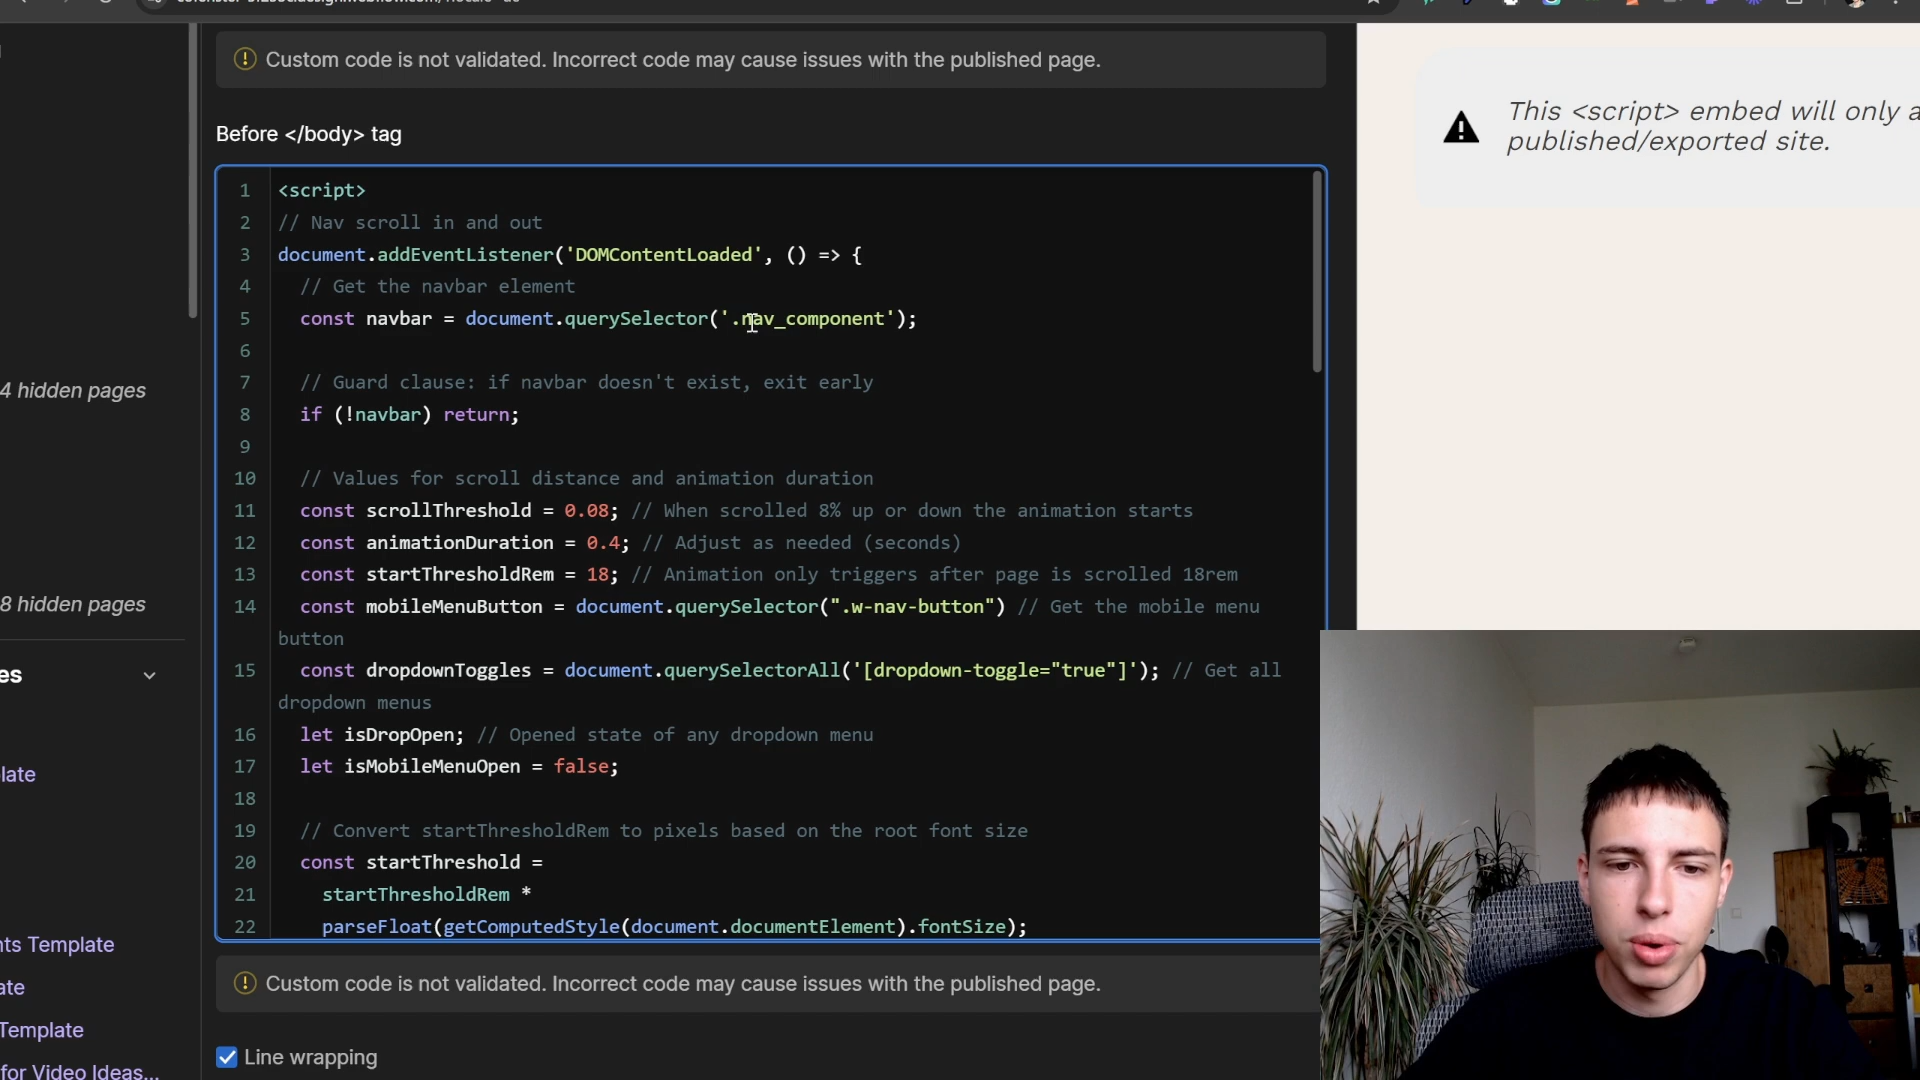 Custom code is not validated. Incorrect code may cause issues with the published page.
Before </body> tag
1 <script>
2 // Nav scroll in and out
3 document.addEventListener('DOMContentLoaded', () => {
4 // Get the navbar element
5 const navbar = document.querySelector('.nav_component');
6
7 // Guard clause: if navbar doesn't exist, exit early
8 if (!navbar) return;
9
10 // Values for scroll distance and animation duration
11 const scrollThreshold = 0.08; // When scrolled 8% up or down the animation starts
12 const animationDuration = 0.4; // Adjust as needed (seconds)
13 const startThresholdRem = 18; // Animation only triggers after page is scrolled 18rem
14 const mobileMenuButton = document.querySelector(".w-nav-button") // Get the mobile menu
button
15 const dropdownToggles = document.querySelectorAll('[dropdown-toggle="true"]'); // Get all
dropdown menus
16 let isDropOpen; // Opened state of any dropdown menu
17 let isMobileMenuOpen = false;
18
19 // Convert startThresholdRem to pixels based on the root font size
20 const startThreshold =
21 startThresholdRem *
22 parseFloat(getComputedStyle(document.documentElement).fontSize);
Custom code is not validated. Incorrect code may cause issues with the published page.
Line wrapping
4 hidden pages
8 hidden pages
es
late
nts Template
ate
Template
for Video Ideas...
This <script> embed will only a
published/exported site.